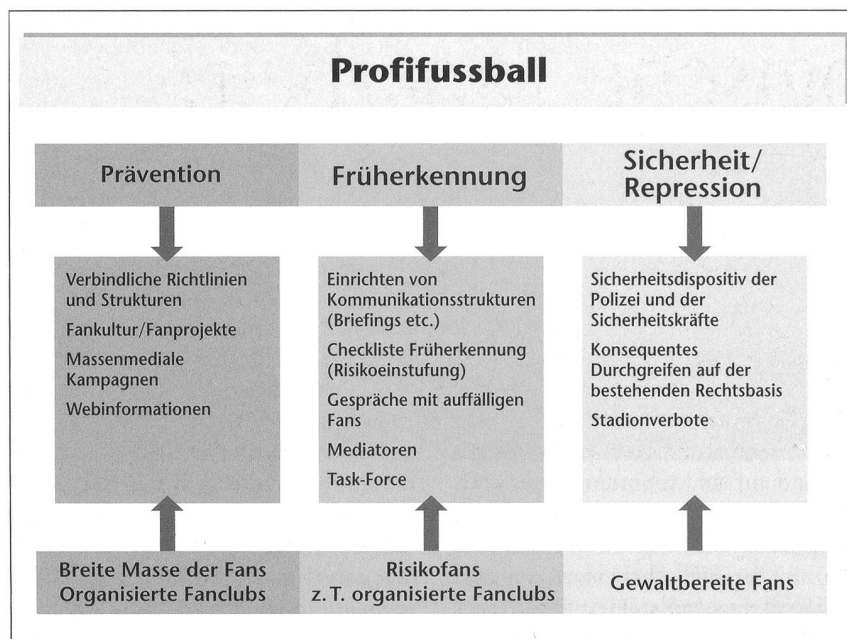 Profifussball
Prävention
Früherkennung
Sicherheit/
Repression
Verbindliche Richtlinien
und Strukturen
Fankultur/Fanprojekte
Massenmediale
Kampagnen
Webinformationen
Einrichten von
Kommunikationsstrukturen
(Briefings etc.)
Checkliste Früherkennung
(Risikoeinstufung)
Gespräche mit auffälligen
Fans
Mediatoren
Task-Force
Sicherheitsdispositiv der
Polizei und der
Sicherheitskräfte
Konsequentes
Durchgreifen auf der
bestehenden Rechtsbasis
Stadionverbote
Breite Masse der Fans
Organisierte Fanclubs
Risikofans
z. T. organisierte Fanclubs
Gewaltbereite Fans